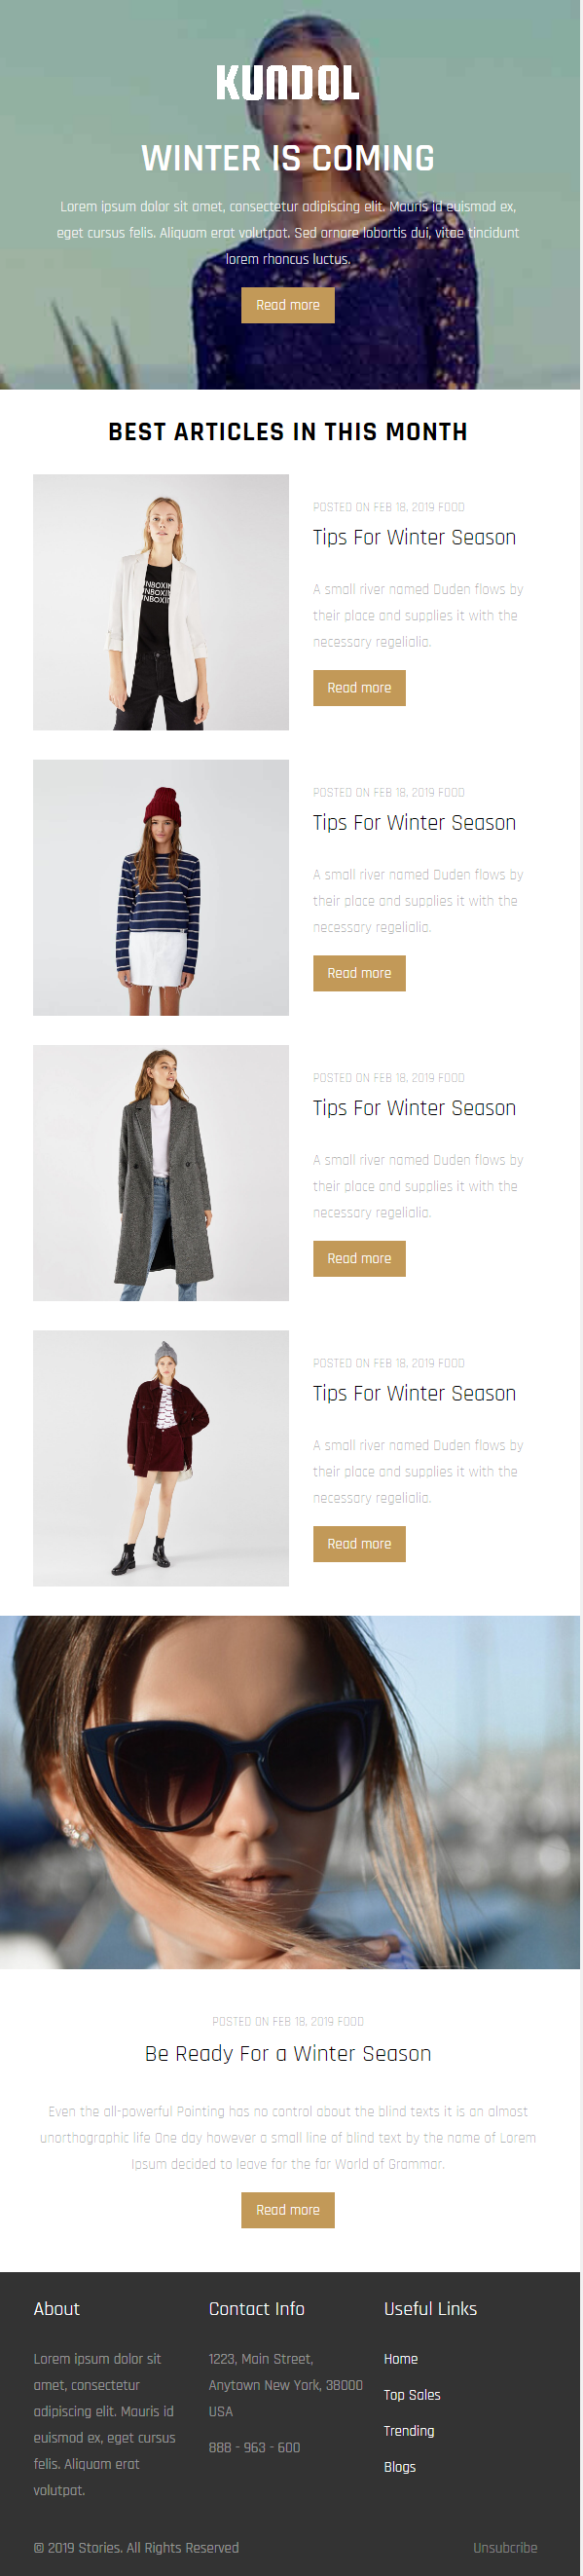 KUNDOL
WINTER IS COMING
Lorem ipsum dolor sit amet, consectetur adipiscing elit. Mauris id euismod ex,
eget cursus felis. Aliquam erat volutpat. Sed ornare lobortis dui, vitae tincidunt
lorem rhoncus luctus.
Read more
BEST ARTICLES IN THIS MONTH
NBOXIN
UNBOXIN
NBOXIN
POSTED ON FEB 18, 2019 FOOD
Tips For Winter Season
A small river named Duden flows by
their place and supplies it with the
necessary regelialia.
Read more
POSTED ON FEB 18, 2019 FOOD
Tips For Winter Season
A small river named Duden flows by
their place and supplies it with the
necessary regelialia.
Read more
POSTED ON FEB 18, 2019 FOOD
Tips For Winter Season
A small river named Duden flows by
their place and supplies it with the
necessary regelialia.
Read more
POSTED ON FEB 18, 2019 FOOD
Tips For Winter Season
A small river named Duden flows by
their place and supplies it with the
necessary regelialia.
Read more
POSTED ON FEB 18, 2019 FOOD
Be Ready For a Winter Season
Even the all-powerful Pointing has no control about the blind texts it is an almost
unorthographic life One day however a small line of blind text by the name of Lorem
Ipsum decided to leave for the far World of Grammar.
Read more
About
Lorem ipsum dolor sit
amet, consectetur
adipiscing elit. Mauris id
euismod ex, eget cursus
felis. Aliquam erat
volutpat.
Contact Info
1223, Main Street,
Anytown New York, 38000
USA
888 - 963 - 600
Useful Links
Home
Top Sales
Trending
Blogs
© 2019 Stories. All Rights Reserved
Unsubcribe